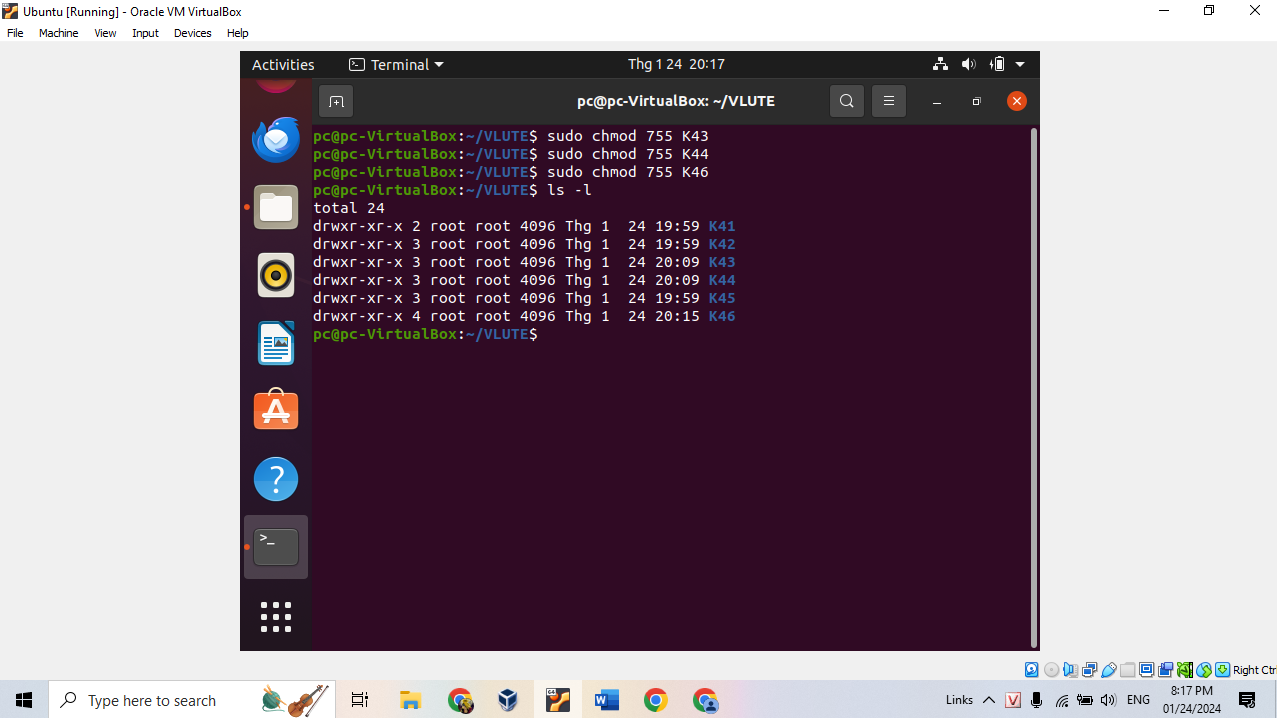 Ubuntu [Running] - Oracle VM VirtualBox
File Machine View Input Devices Help
Activities Terminal Thg 1 24 20:17
pc@pc-VirtualBox: ~/VLUTE
pc@pc-VirtualBox:~/VLUTE$ sudo chmod 755 K43
pc@pc-VirtualBox:~/VLUTE$ sudo chmod 755 K44
pc@pc-VirtualBox:~/VLUTE$ sudo chmod 755 K46
pc@pc-VirtualBox:~/VLUTE$ ls -l
total 24
drwxr-xr-x 2 root root 4096 Thg 1  24 19:59 K41
drwxr-xr-x 3 root root 4096 Thg 1  24 19:59 K42
drwxr-xr-x 3 root root 4096 Thg 1  24 20:09 K43
drwxr-xr-x 3 root root 4096 Thg 1  24 20:09 K44
drwxr-xr-x 3 root root 4096 Thg 1  24 19:59 K45
drwxr-xr-x 4 root root 4096 Thg 1  24 20:15 K46
pc@pc-VirtualBox:~/VLUTE$
Right Ctrl
Type here to search
Links
ENG
8:17 PM
01/24/2024